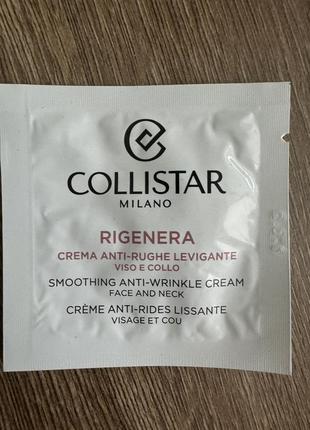 COLLISTAR
MILANO
RIGENERA
CREMA ANTI-RUGHE LEVIGANTE
VISO E COLLO
SMOOTHING ANTI-WRINKLE CREAM
FACE AND NECK
CRÈME ANTI-RIDES LISSANTE
VISAGE ET COU